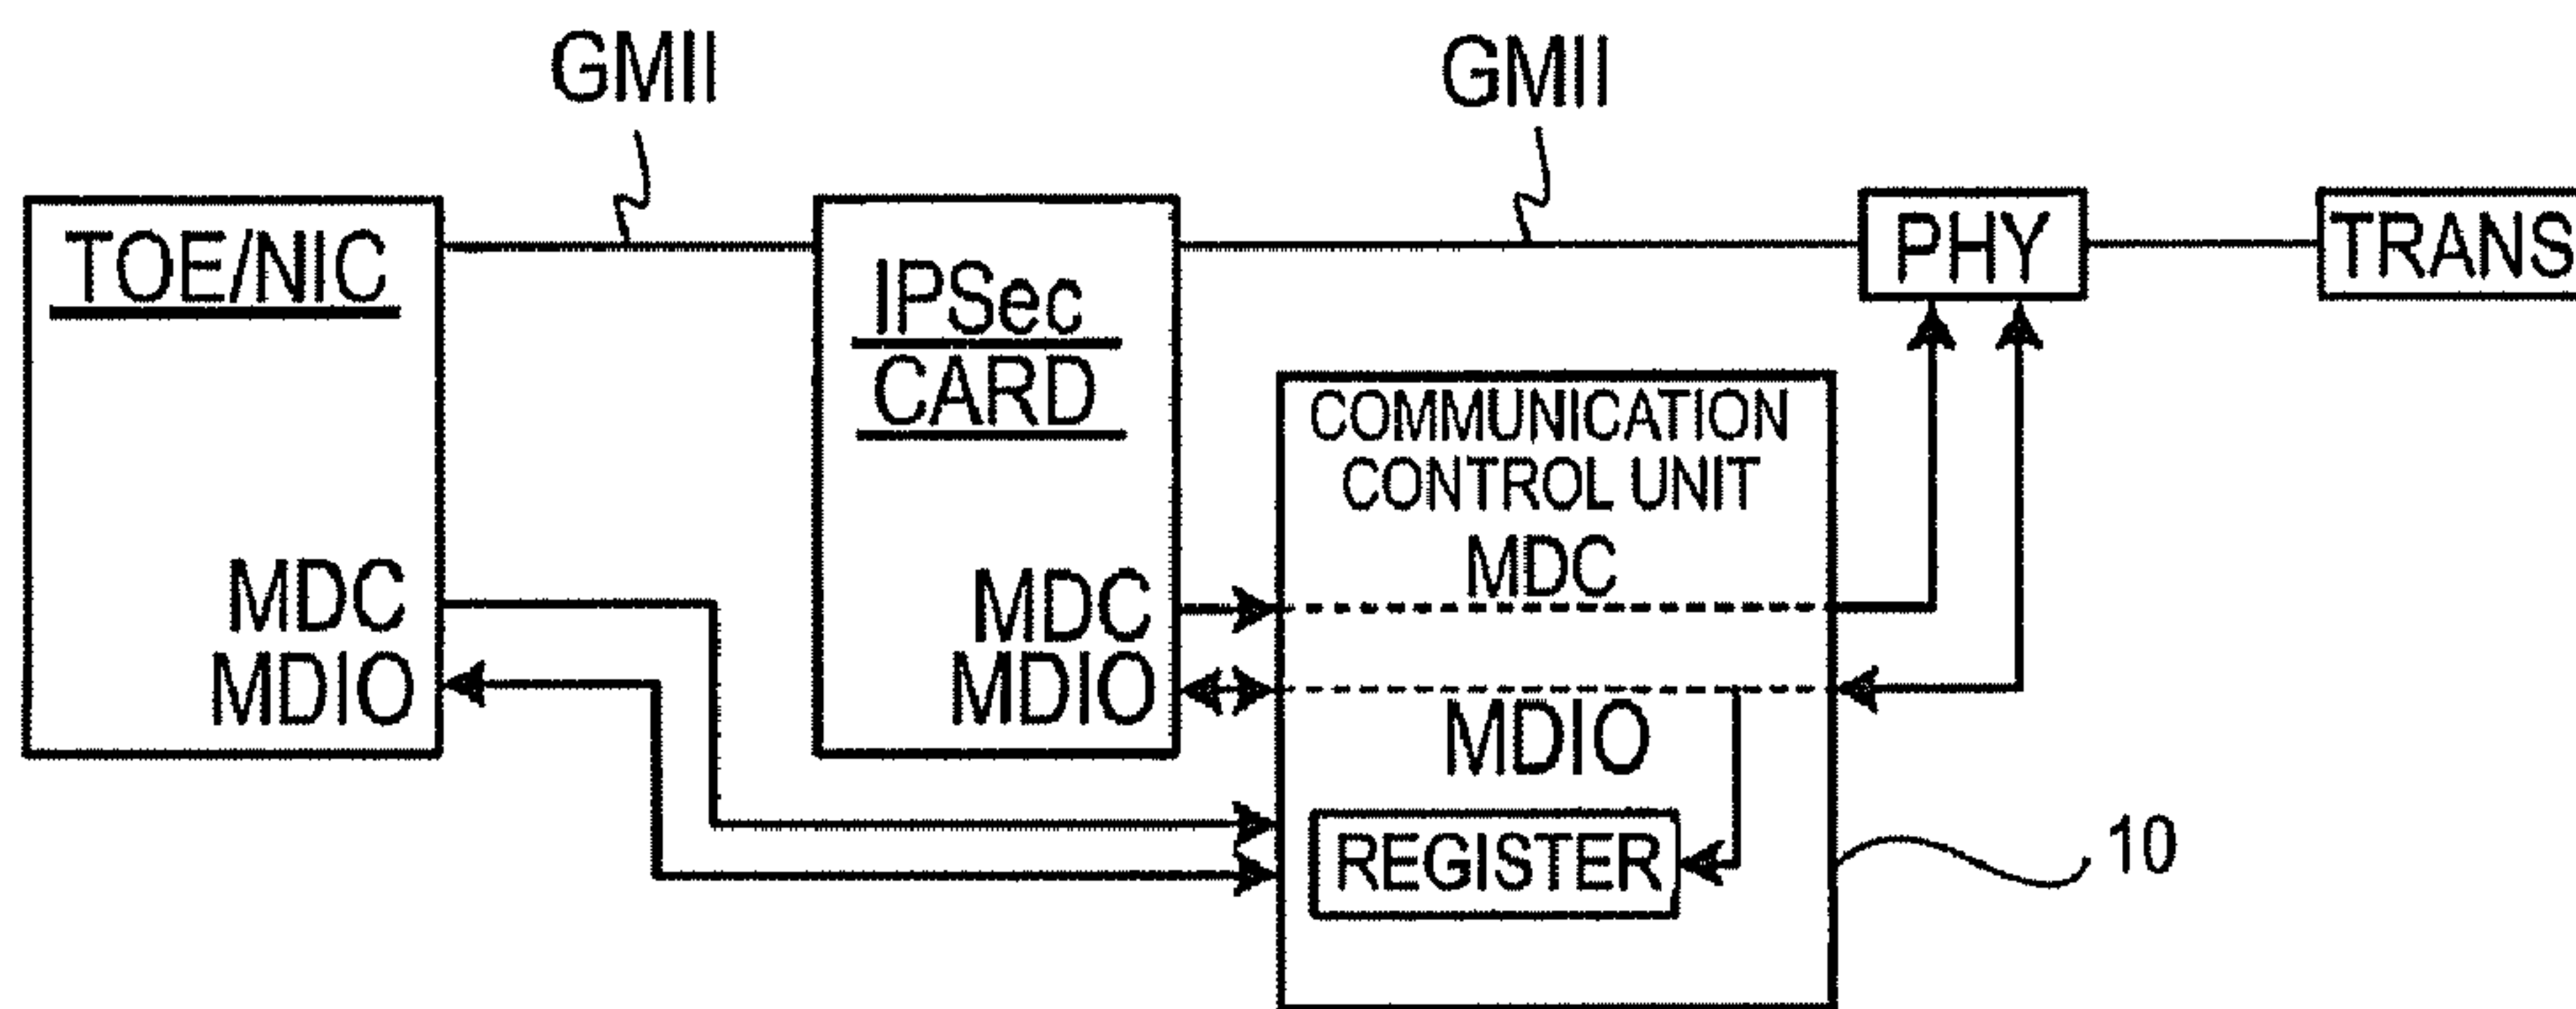 GMII
GMII
TOE/NIC
IPSec
CARD
PHY
TRANS
COMMUNICATION
CONTROL UNIT
MDC
MDC
MDIO
MDC
MDIO
MDIO
REGISTER
10